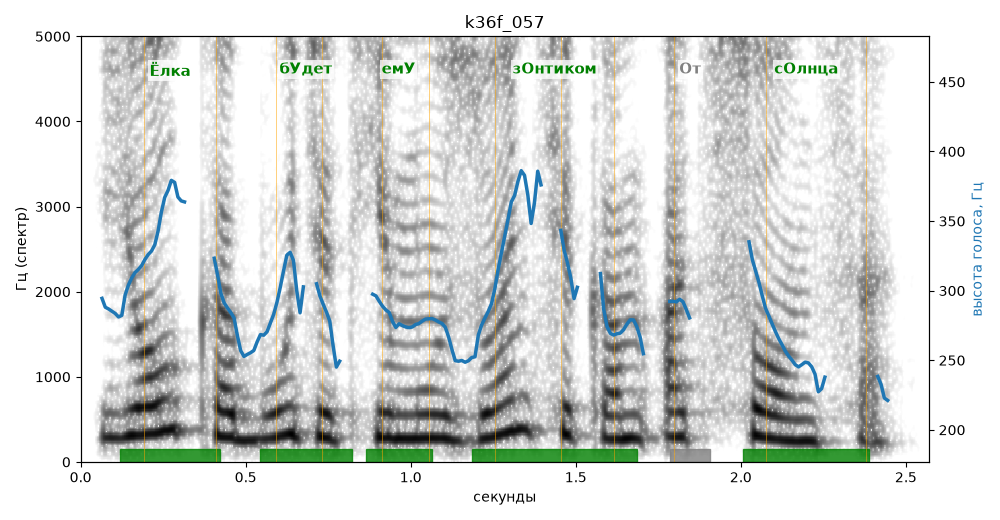 k36f_057
5000
4000
3000
2000
1000
0
Гц (спектр)
Ёлка
бУдет
емУ
зОнтиком
От
сОлнца
450
400
350
300
250
200
высота голоса, Гц
0.0 0.5 1.0 1.5 2.0 2.5
секунды